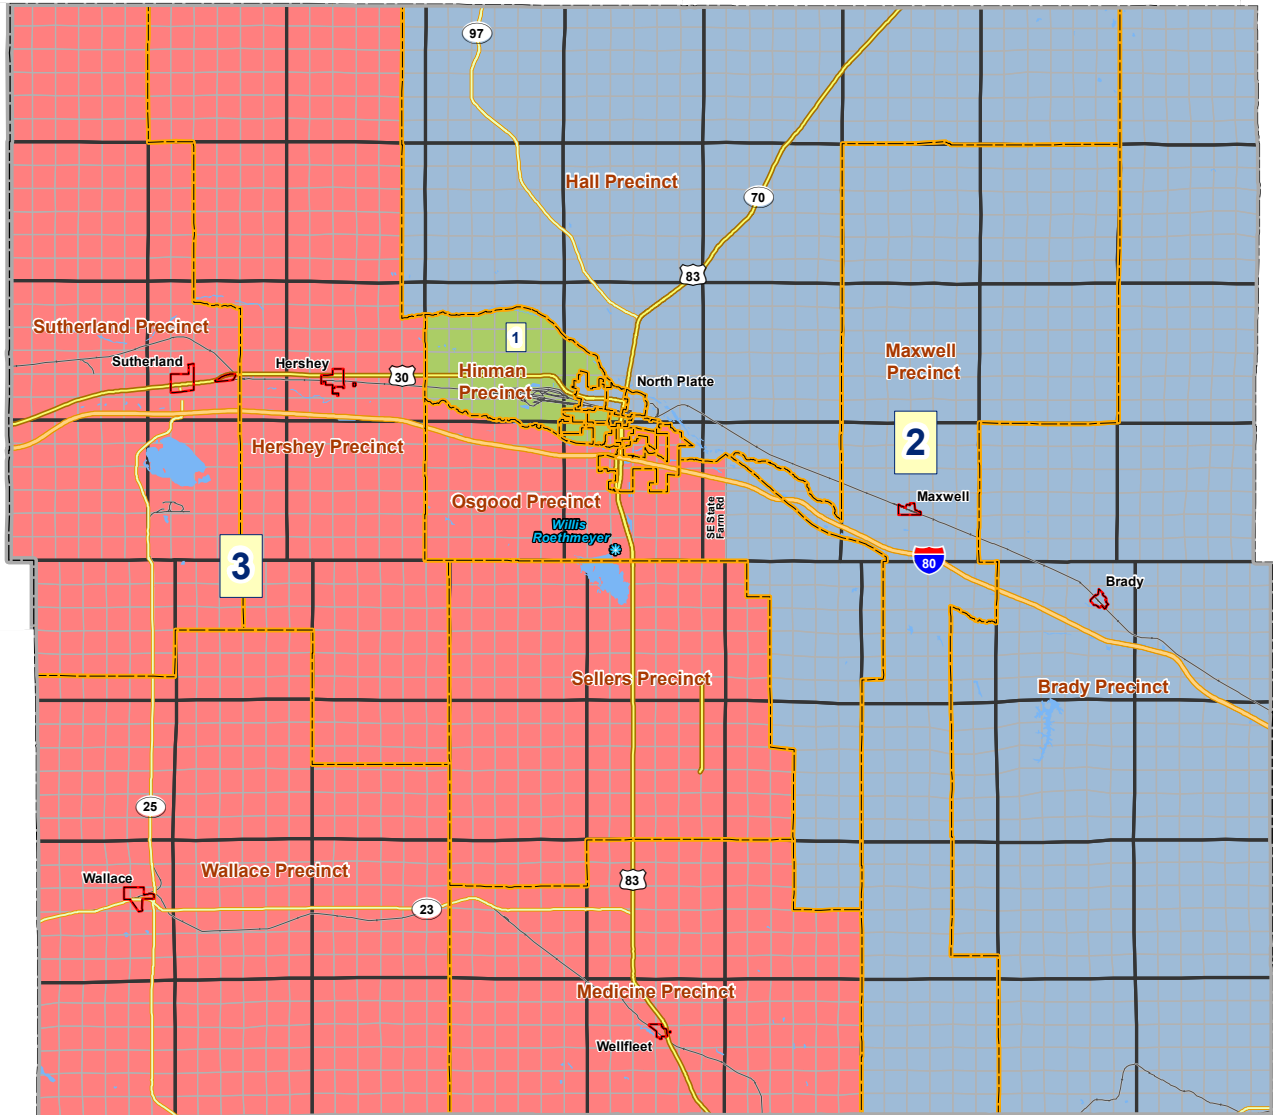 97
Hall Precinct
70
83
Sutherland Precinct
1
Sutherland
Hershey
30
Hinman
Precinct
North Platte
Maxwell
Precinct
2
Hershey Precinct
Osgood Precinct
Willis
Roethmeyer
SE State
Farm Rd
Maxwell
3
80
Brady
Sellers Precinct
Brady Precinct
25
Wallace
Wallace Precinct
83
23
Medicine Precinct
Wellfleet